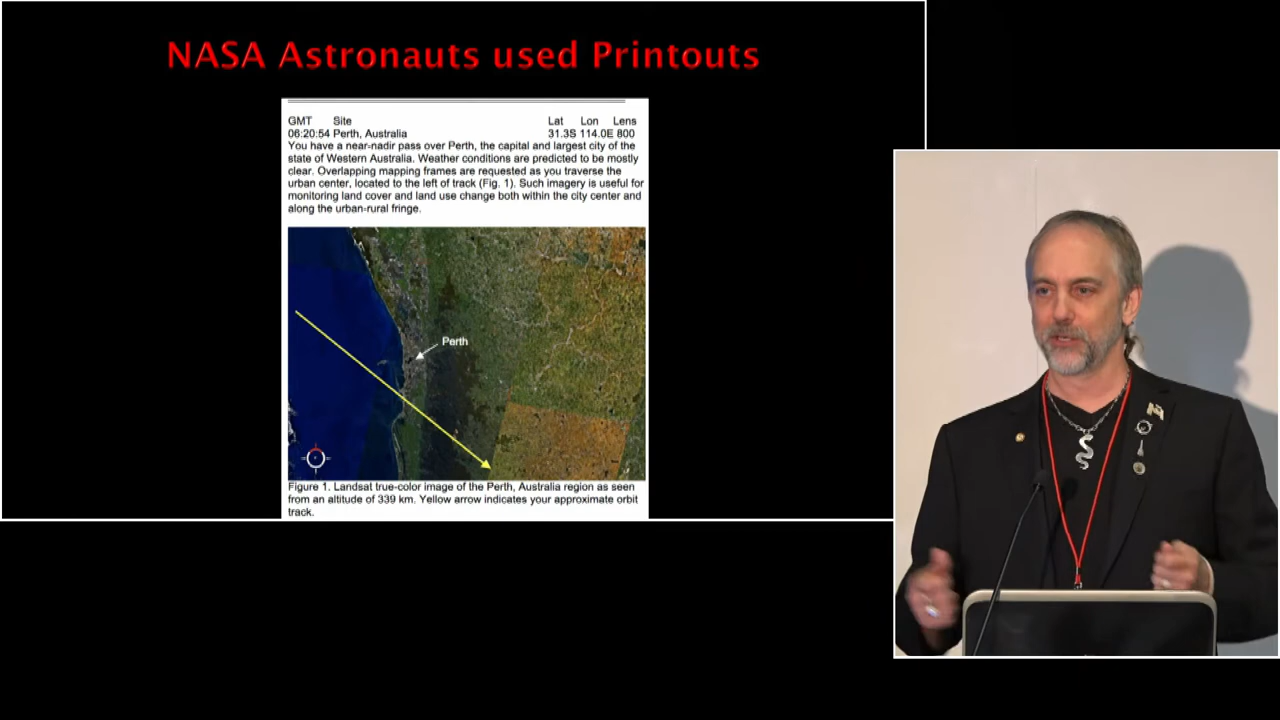 NASA Astronauts used Printouts
GMT Site Lat Lon Lens
06:20:54 Perth, Australia 31.3S 114.0E 800
You have a near-nadir pass over Perth, the capital and largest city of the
state of Western Australia. Weather conditions are predicted to be mostly
clear. Overlapping mapping frames are requested as you traverse the
urban center, located to the left of track (Fig. 1). Such imagery is useful for
monitoring land cover and land use change both within the city center and
along the urban-rural fringe.
Perth
Figure 1. Landsat true-color image of the Perth, Australia region as seen
from an altitude of 339 km. Yellow arrow indicates your approximate orbit
track.